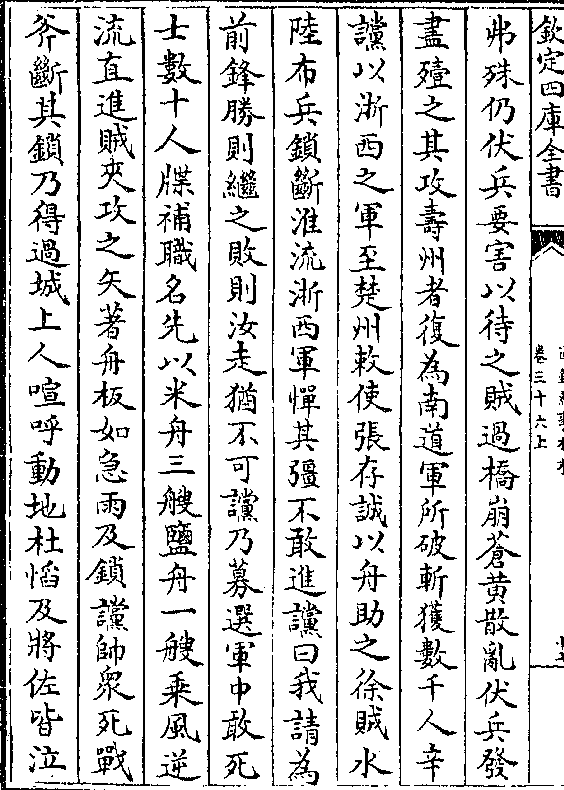 欽定四庫全書
卷三十六上
弗殊仍伏兵要害以待之賊過橋崩蒼黄散亂伏兵發
盡殪之其攻壽州者復為南道軍所破斬獲數千人辛
讜以浙西之軍至楚州敕使張存誠以舟助之徐賊水
陸布兵鎖斷淮流浙西軍憚其彊不敢進讜曰我請為
前鋒勝則繼之敗則汝走猶不可讜乃募選軍中敢死
士數十人牒補職名先以米舟三艘鹽舟一艘乘風逆
流直進賊夾攻之矢著舟板如急雨及鎖讜帥衆死戰
斧斷其鎖乃得過城上人喧呼動地杜慆及將佐皆泣